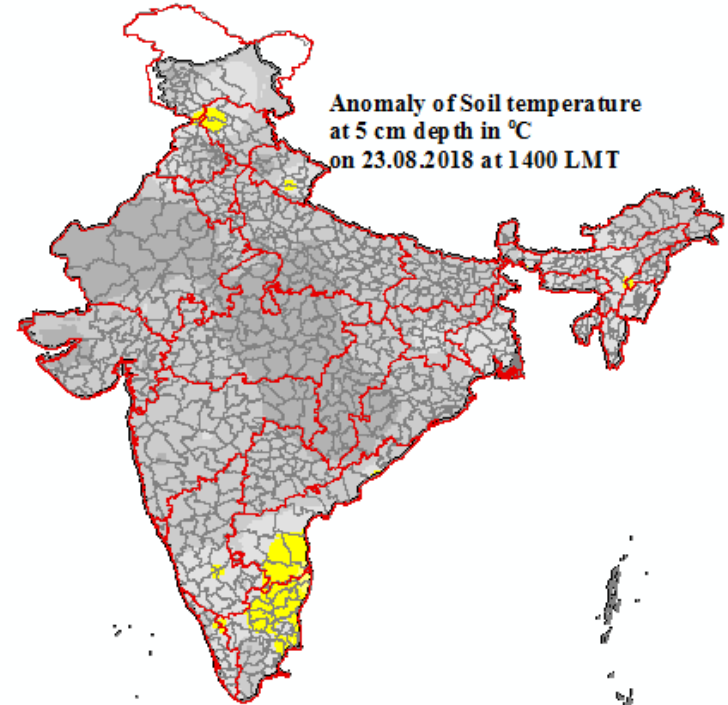 Anomaly of Soil temperature
at 5 cm depth in °C
on 23.08.2018 at 1400 LMT